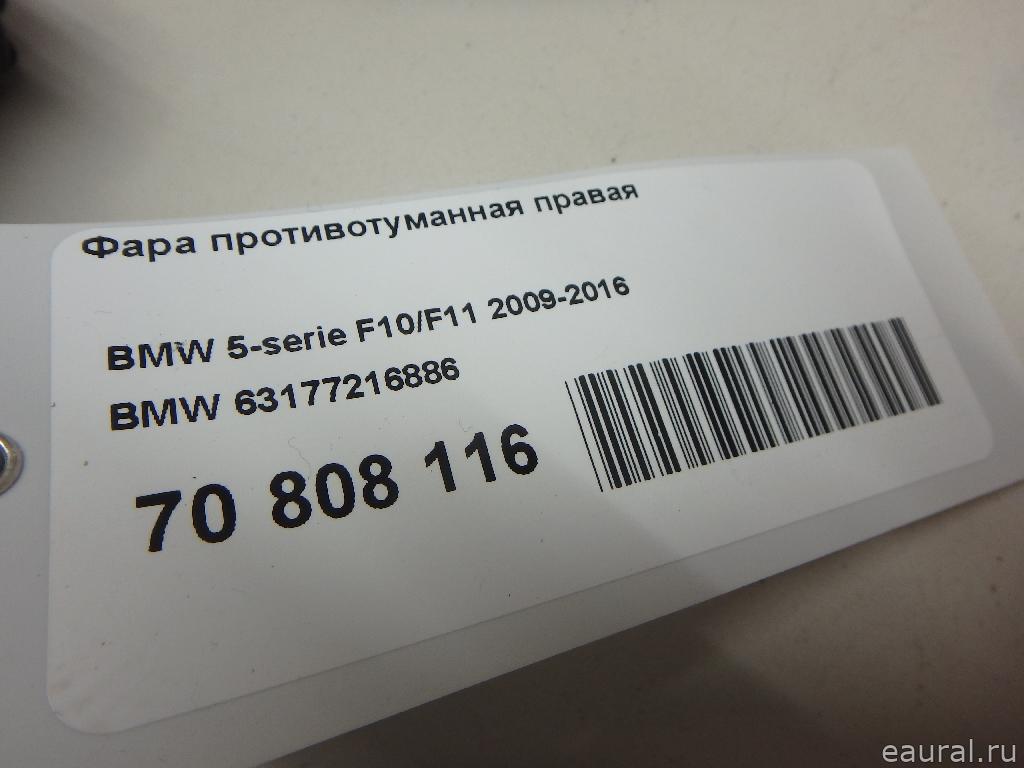 Фара противотуманная правая
BMW 5-serie F10/F11 2009-2016
BMW 63177216886
70 808 116
eaural.ru